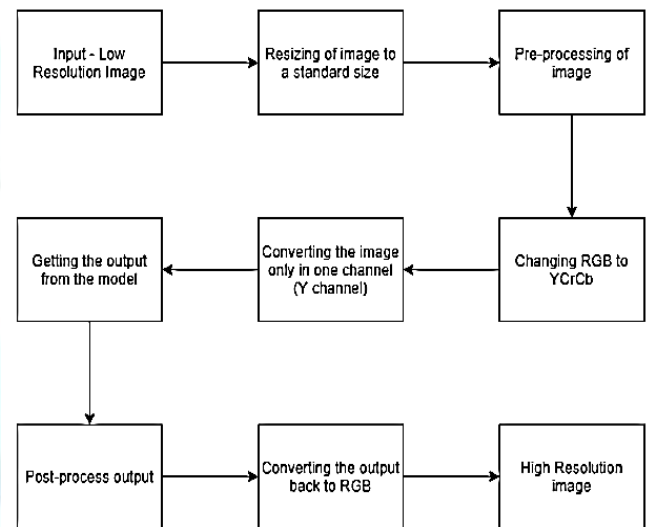 Input - Low
Resolution Image
Resizing of image to
a standard size
Pre-processing of
image
Changing RGB to
YCrCb
Converting the image
only in one channel
(Y channel)
Getting the output
from the model
Post-process output
Converting the output
back to RGB
High Resolution
image